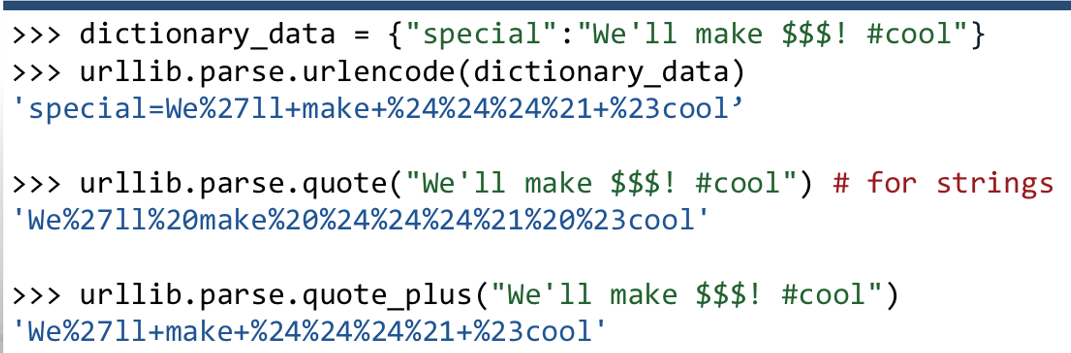 >>> dictionary_data = {"special":"We'll make $$$! #cool"}
>>> urllib.parse.urlencode(dictionary_data)
'special=We%27ll+make+%24%24%24%21+%23cool’
>>> urllib.parse.quote("We'll make $$$! #cool") # for strings
'We%27ll%20make%20%24%24%24%21%20%23cool'
>>> urllib.parse.quote_plus("We'll make $$$! #cool")
'We%27ll+make+%24%24%24%21+%23cool'